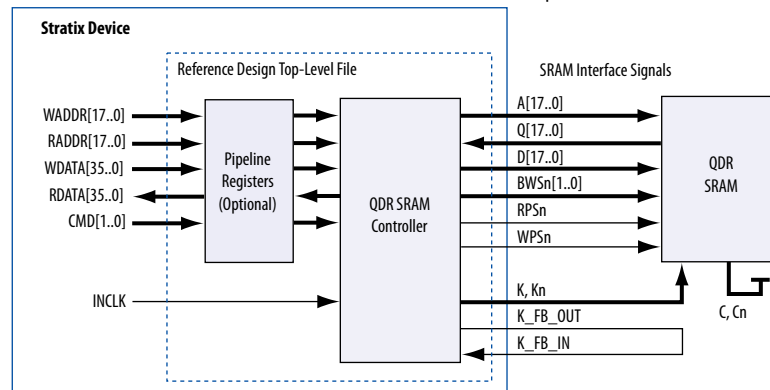 Stratix Device
Reference Design Top-Level File
SRAM Interface Signals
WADDR[17..0]
RADDR[17..0]
WDATA[35..0]
RDATA[35..0]
CMD[1..0]
INCLK
Pipeline
Registers
(Optional)
QDR SRAM
Controller
A[17..0]
Q[17..0]
D[17..0]
BWSn[1..0]
RPSn
WPSn
K, Kn
K_FB_OUT
K_FB_IN
QDR
SRAM
C, Cn